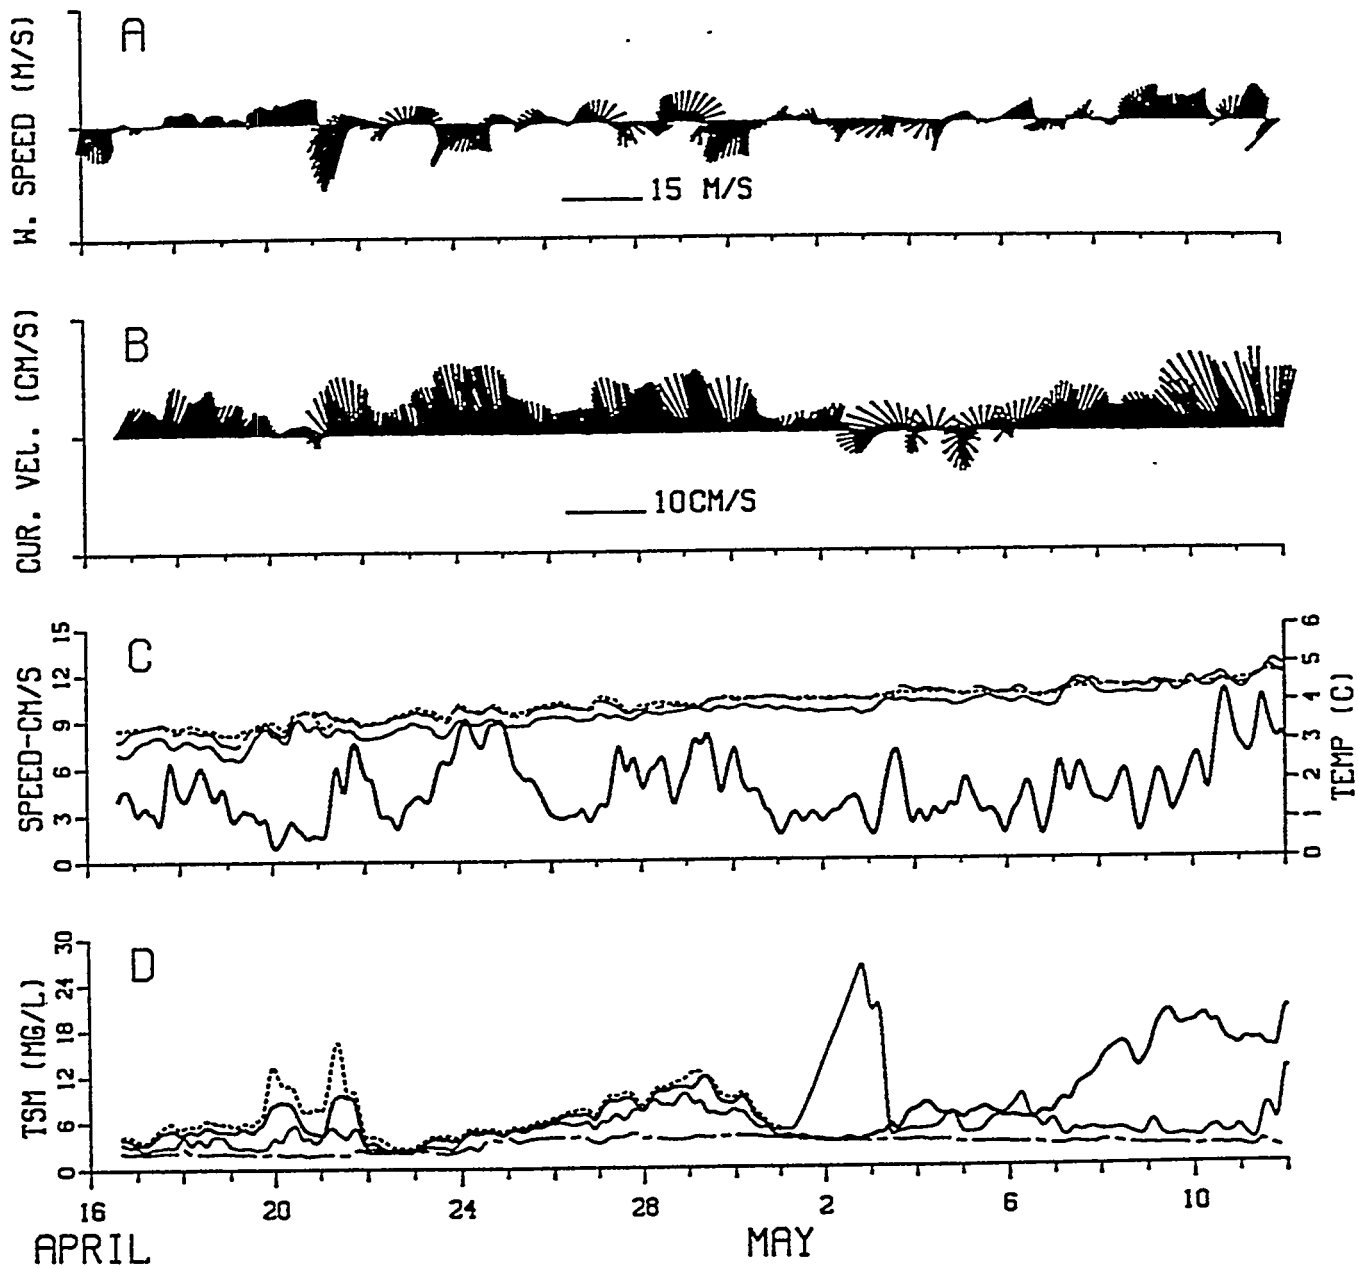 A
W. SPEED (M/S)
15 M/S
B
CUR. VEL. (CM/S)
10CM/S
C
SPEED-CM/S
15
12
9
6
3
0
6
5
4
3
2
1
0
TEMP (C)
D
TSM (MG/L)
30
24
18
12
6
0
16 20 24 28 2 6 10
APRIL MAY